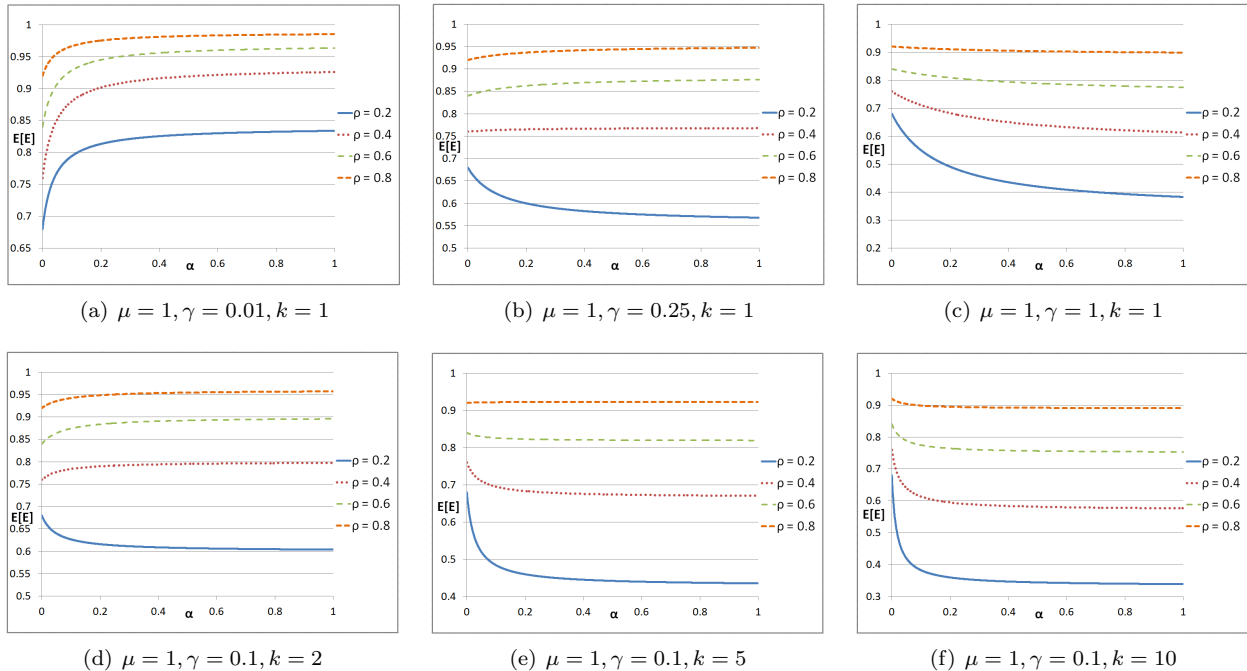 1
0.95
0.9
0.85
E[E]
0.8
0.75
0.7
0.65
0 0.2 0.4 0.6 0.8 1
α
ρ = 0.2
ρ = 0.4
ρ = 0.6
ρ = 0.8
(a) μ = 1, γ = 0.01, k = 1
1
0.95
0.9
0.85
0.8
0.75
E[E]
0.7
0.65
0.6
0.55
0.5
0 0.2 0.4 0.6 0.8 1
α
ρ = 0.2
ρ = 0.4
ρ = 0.6
ρ = 0.8
(b) μ = 1, γ = 0.25, k = 1
1
0.9
0.8
0.7
0.6
E[E]
0.5
0.4
0.3
0.2
0 0.2 0.4 0.6 0.8 1
α
ρ = 0.2
ρ = 0.4
ρ = 0.6
ρ = 0.8
(c) μ = 1, γ = 1, k = 1
1
0.95
0.9
0.85
0.8
0.75
0.7
E[E]
0.65
0.6
0.55
0.5
0 0.2 0.4 0.6 0.8 1
α
ρ = 0.2
ρ = 0.4
ρ = 0.6
ρ = 0.8
(d) μ = 1, γ = 0.1, k = 2
1
0.9
0.8
0.7
E[E]
0.6
0.5
0.4
0 0.2 0.4 0.6 0.8 1
α
ρ = 0.2
ρ = 0.4
ρ = 0.6
ρ = 0.8
(e) μ = 1, γ = 0.1, k = 5
1
0.9
0.8
0.7
0.6
E[E]
0.5
0.4
0.3
0 0.2 0.4 0.6 0.8 1
α
ρ = 0.2
ρ = 0.4
ρ = 0.6
ρ = 0.8
(f) μ = 1, γ = 0.1, k = 10